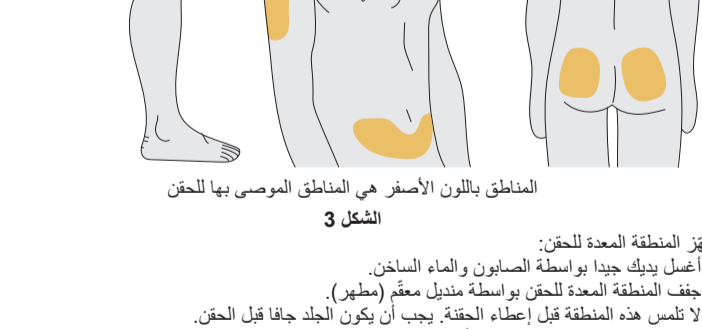 المناطق باللون الأصفر هي المناطق الموصى بها للحقن
الشكل 3
المنطقة المعدة للحقن:
أغسل يديك جيدا بواسطة الصابون والماء الساخن.
جفف المنطقة المعدة للحقن بواسطة منديل معقّم (مطهر).
لا تلمس هذه المنطقة قبل إعطاء الحقنة. يجب أن يكون الجلد جافا قبل الحقن.